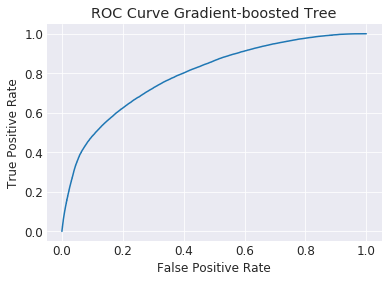 ROC Curve Gradient-boosted Tree
1.0
0.8
0.6
0.4
0.2
0.0
True Positive Rate
0.0 0.2 0.4 0.6 0.8 1.0
False Positive Rate